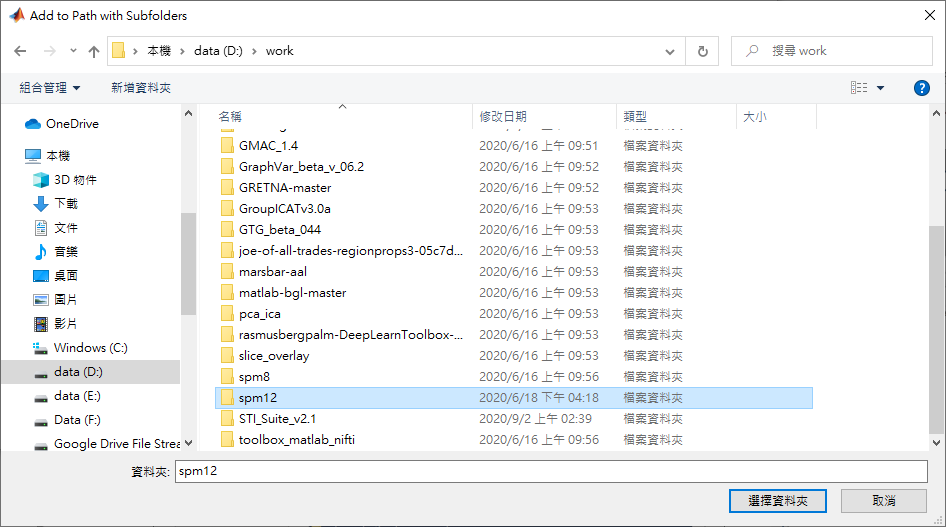 Add to Path with Subfolders
本機 data (D:) work
搜尋 work
組合管理 新增資料夾
OneDrive
本機
3D 物件
下載
文件
音樂
桌面
圖片
影片
Windows (C:)
data (D:)
data (E:)
Data (F:)
Google Drive File Strea
名稱 修改日期 類型 大小
GMAC_1.4 2020/6/16 上午 09:51 檔案資料夾
GraphVar_beta_v_06.2 2020/6/16 上午 09:52 檔案資料夾
GRETNA-master 2020/6/16 上午 09:52 檔案資料夾
GroupICATv3.0a 2020/6/16 上午 09:53 檔案資料夾
GTG_beta_044 2020/6/16 上午 09:53 檔案資料夾
joe-of-all-trades-regionprops3-05c7d... 2020/6/16 上午 09:53 檔案資料夾
marsbar-aal 2020/6/16 上午 09:53 檔案資料夾
matlab-bgl-master 2020/6/16 上午 09:53 檔案資料夾
pca_ica 2020/6/16 上午 09:53 檔案資料夾
rasmusbergpalm-DeepLearnToolbox-... 2020/6/16 上午 09:53 檔案資料夾
slice_overlay 2020/6/16 上午 09:53 檔案資料夾
spm8 2020/6/16 上午 09:56 檔案資料夾
spm12 2020/6/18 下午 04:18 檔案資料夾
STI_Suite_v2.1 2020/9/2 上午 02:39 檔案資料夾
toolbox_matlab_nifti 2020/6/16 上午 09:56 檔案資料夾
資料夾: spm12
選擇資料夾 取消